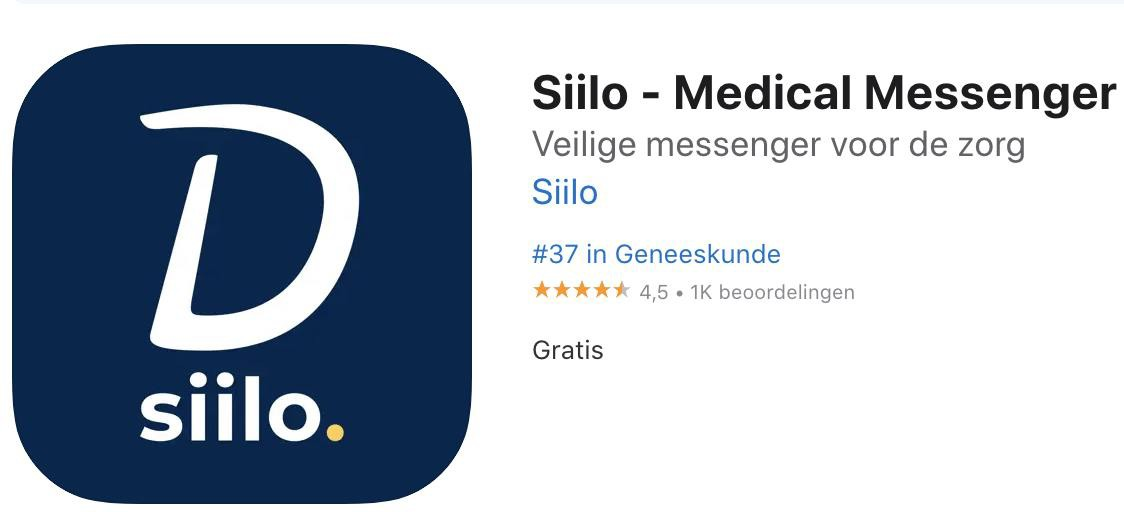 D
siilo.
Siilo - Medical Messenger
Veilige messenger voor de zorg
Siilo
#37 in Geneeskunde
4,5 • 1K beoordelingen
Gratis